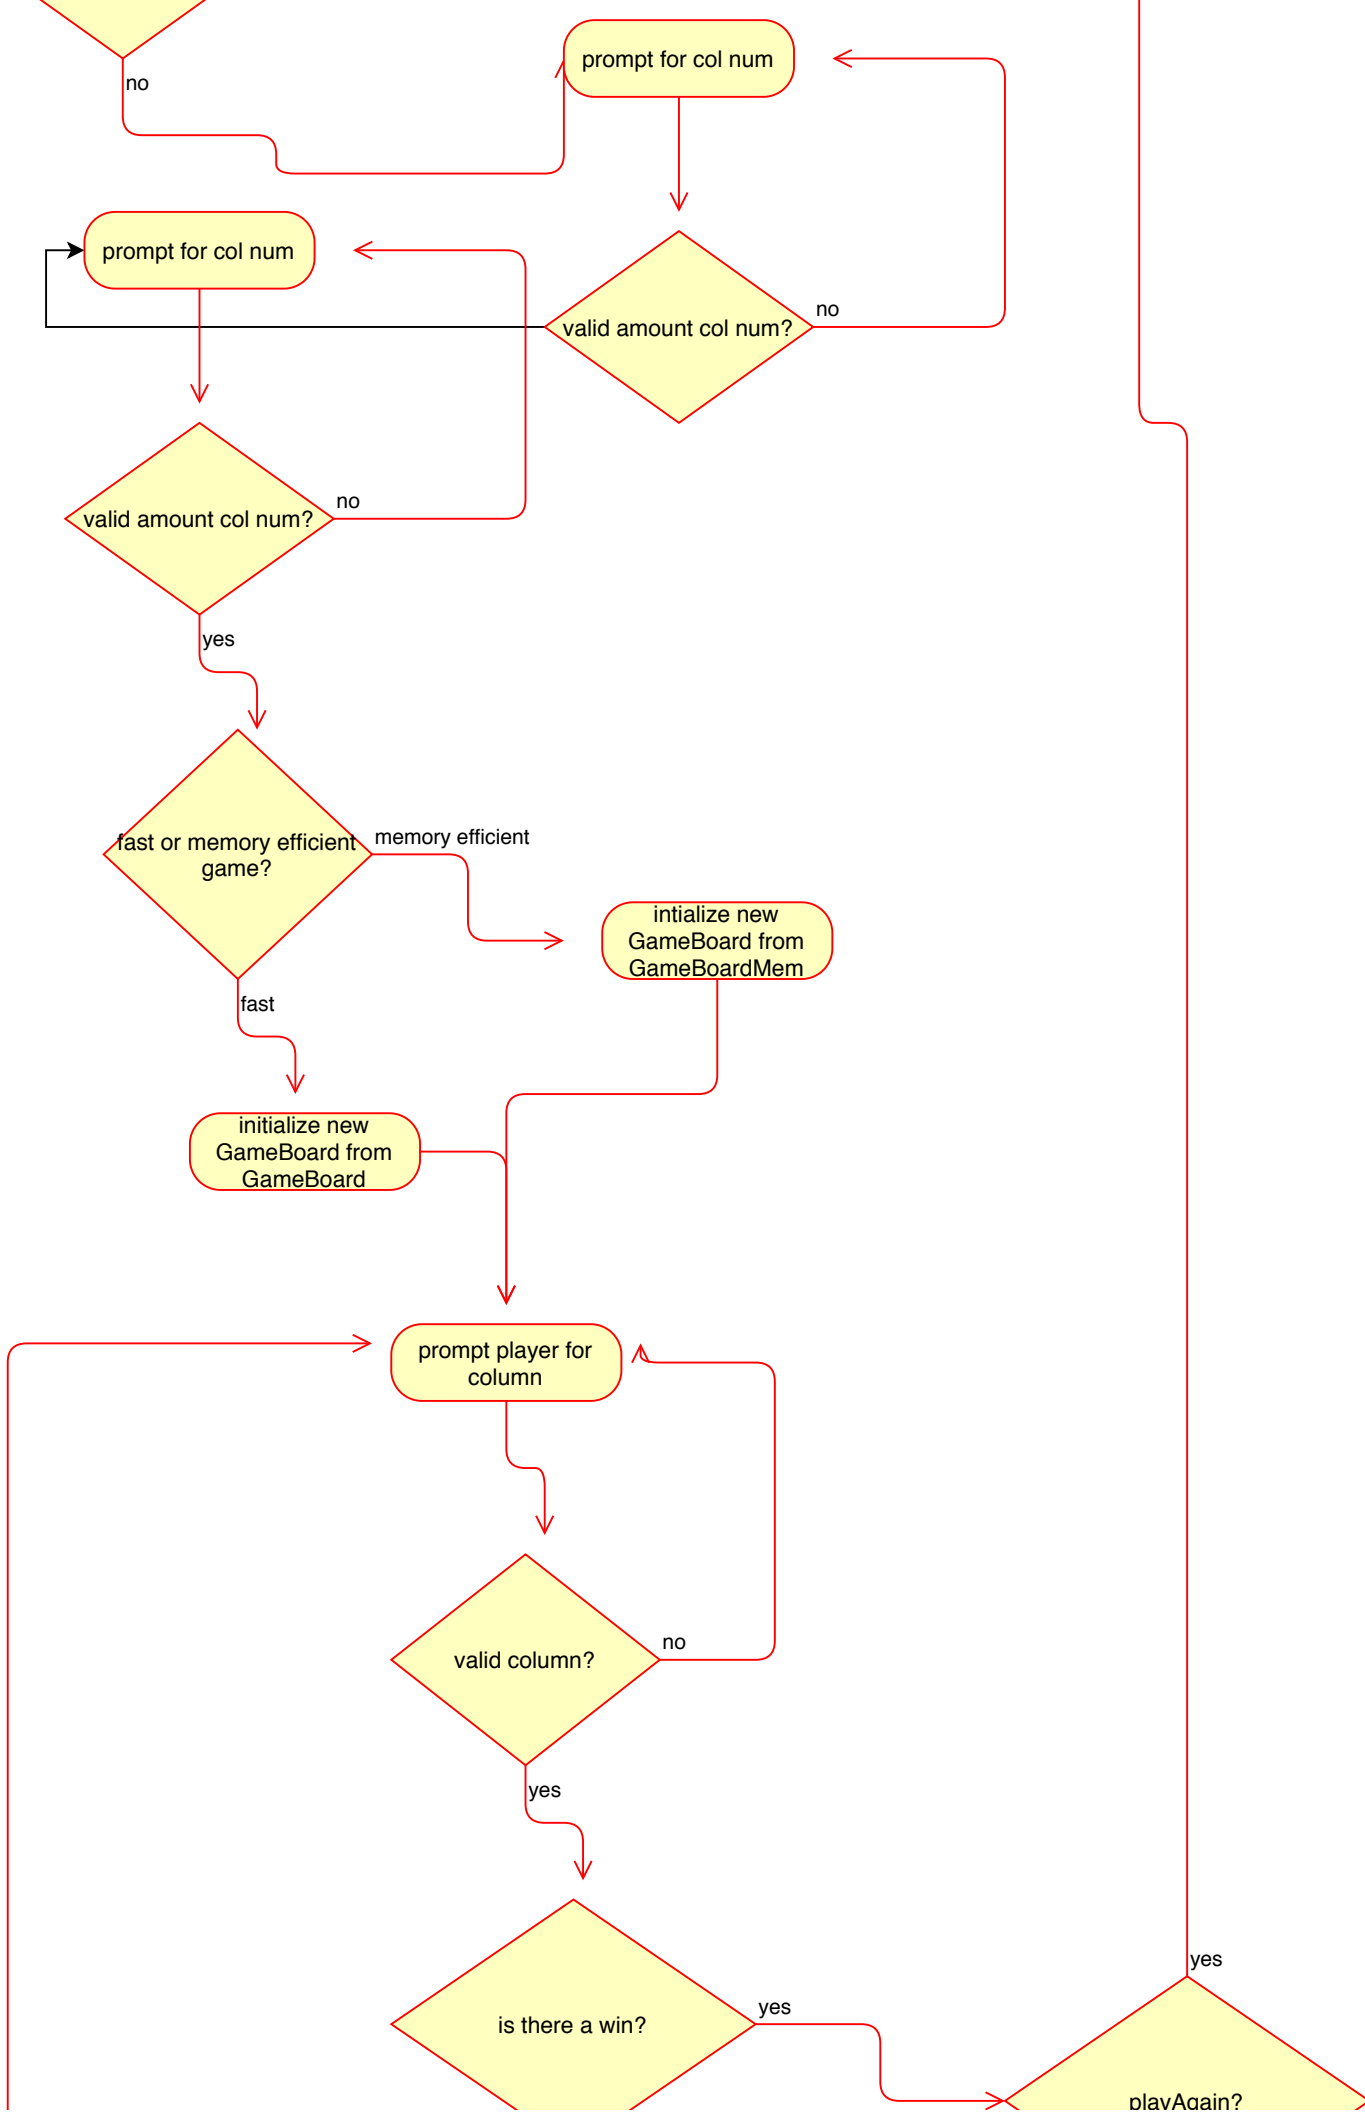 no
prompt for col num
prompt for col num
valid amount col num?
no
valid amount col num?
no
yes
fast or memory efficient
game?
memory efficient
intialize new
GameBoard from
GameBoardMem
fast
initialize new
GameBoard from
GameBoard
prompt player for
column
valid column?
no
yes
is there a win?
yes
yes
playAgain?